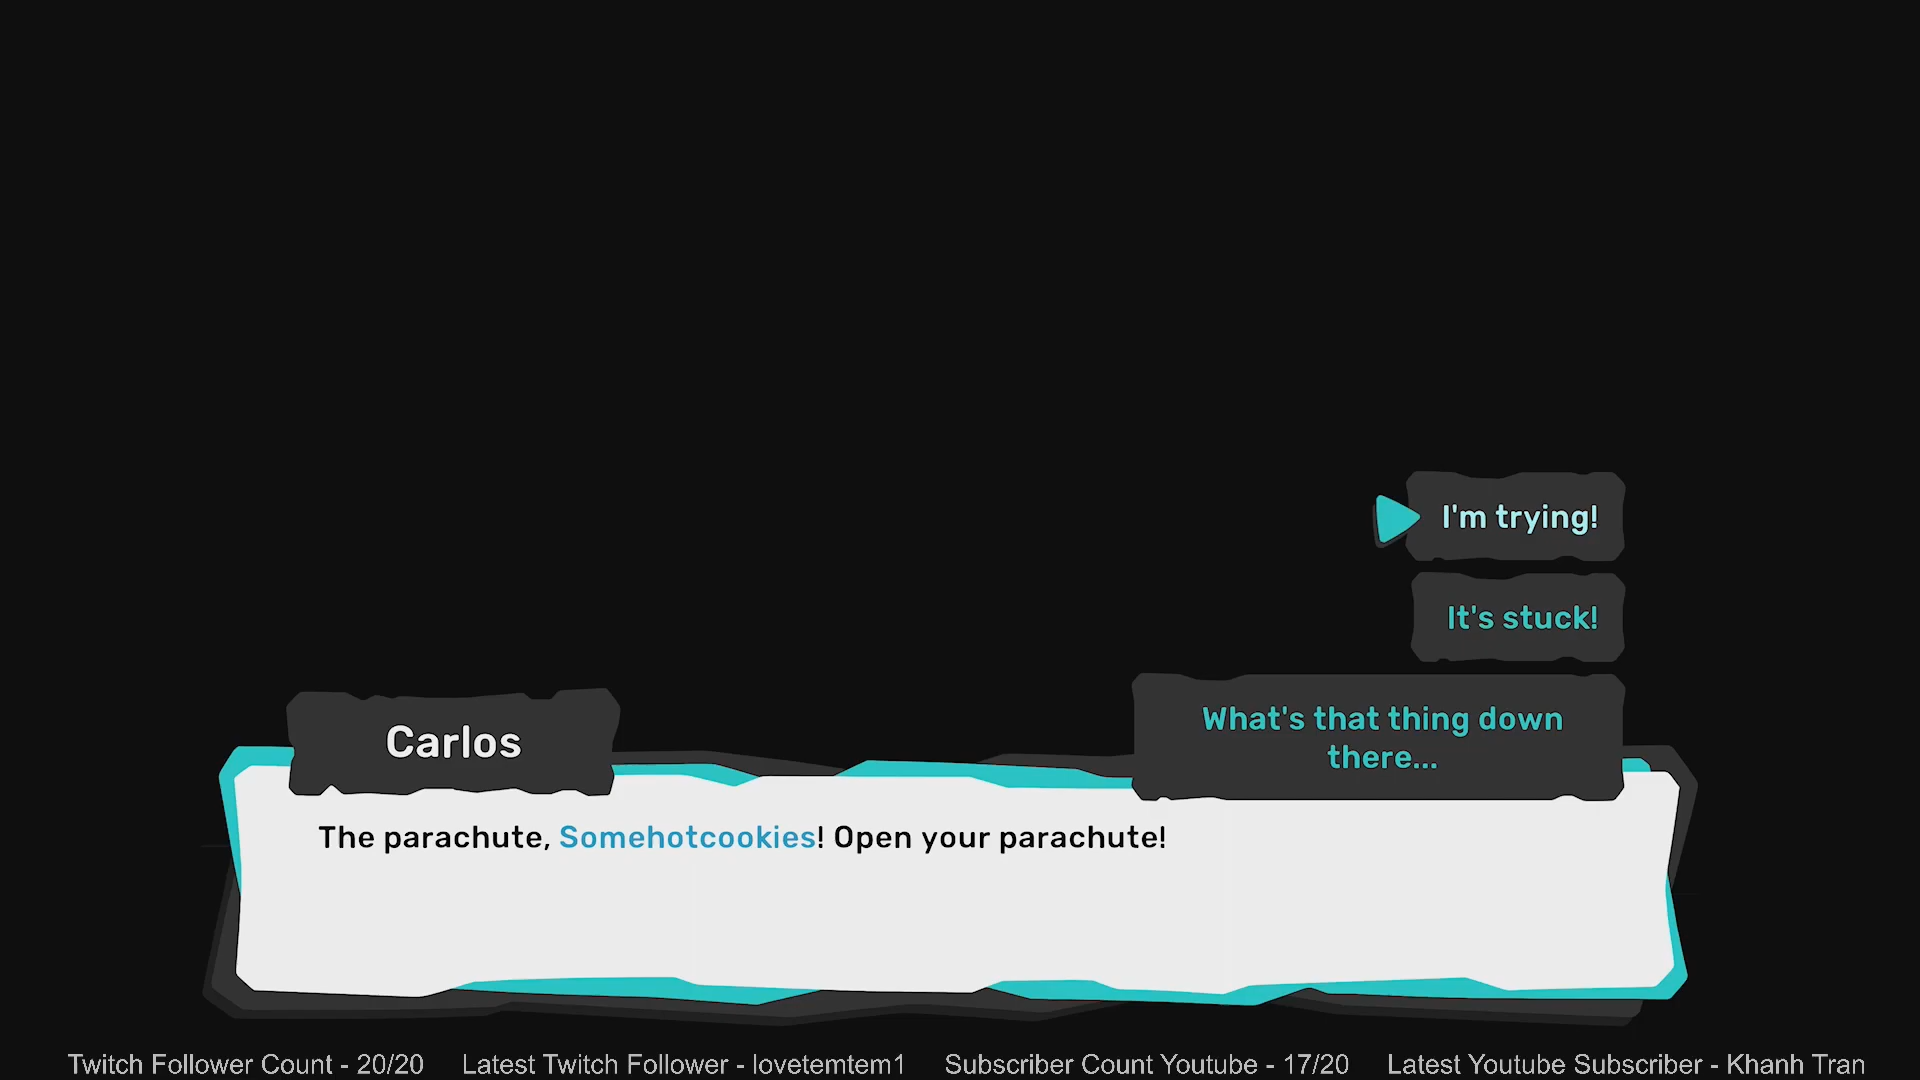 I'm trying!
It's stuck!
What's that thing down
there...
Carlos
The parachute, Somehotcookies! Open your parachute!
Twitch Follower Count - 20/20 Latest Twitch Follower - lovetemtem1 Subscriber Count Youtube - 17/20 Latest Youtube Subscriber - Khanh Tran